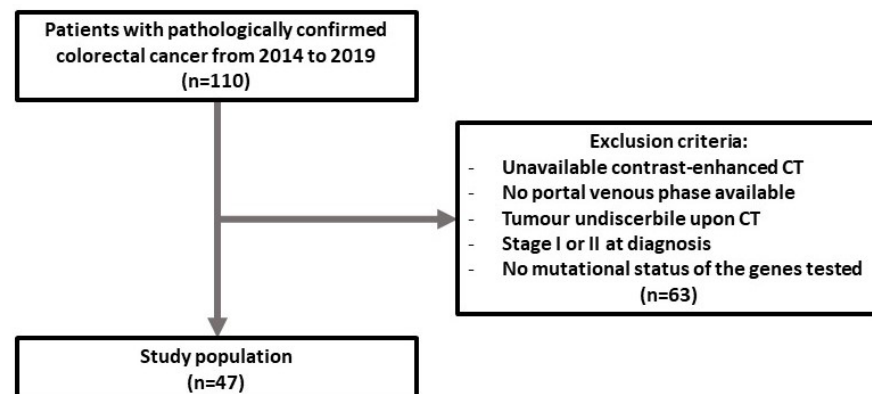 Patients with pathologically confirmed
colorectal cancer from 2014 to 2019
(n=110)
Exclusion criteria:
- Unavailable contrast-enhanced CT
- No portal venous phase available
- Tumour undiscerbile upon CT
- Stage I or II at diagnosis
- No mutational status of the genes tested
(n=63)
Study population
(n=47)